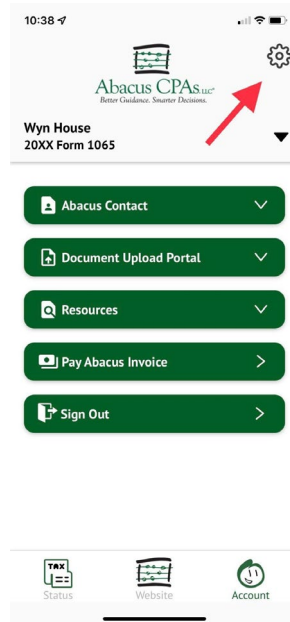 10:38
Abacus CPAs LLC
Better Guidance. Smarter Decisions.
Wyn House
20XX Form 1065
Abacus Contact
Document Upload Portal
Resources
Pay Abacus Invoice
Sign Out
TAX
Status
Website
Account